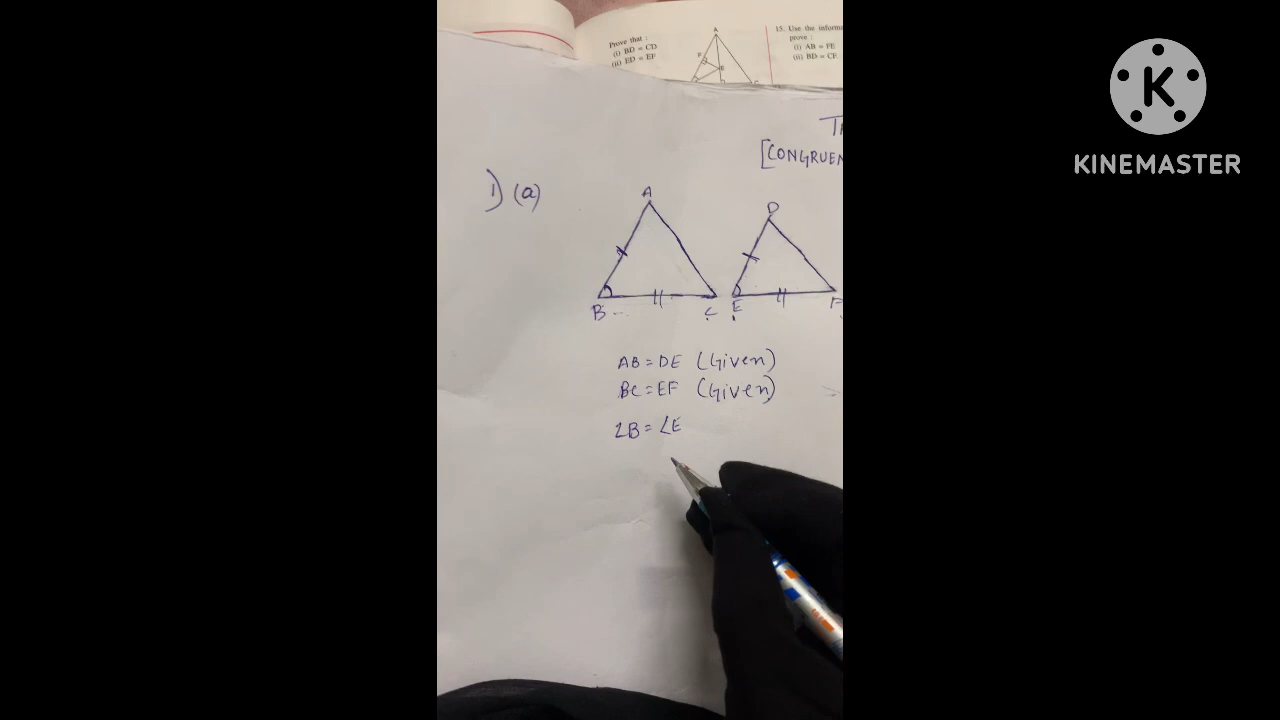 Prove that :
(i) BD = CD
(ii) ED = EF
A
F
E
15. Use the
prove :
(i) AB = FE
(ii) BD = CF
K
KINEMASTER
[CONGRUEN
1) (a)
A
D
B
C
E
F
AB = DE (Given)
BC = EF (Given)
∠B = ∠E